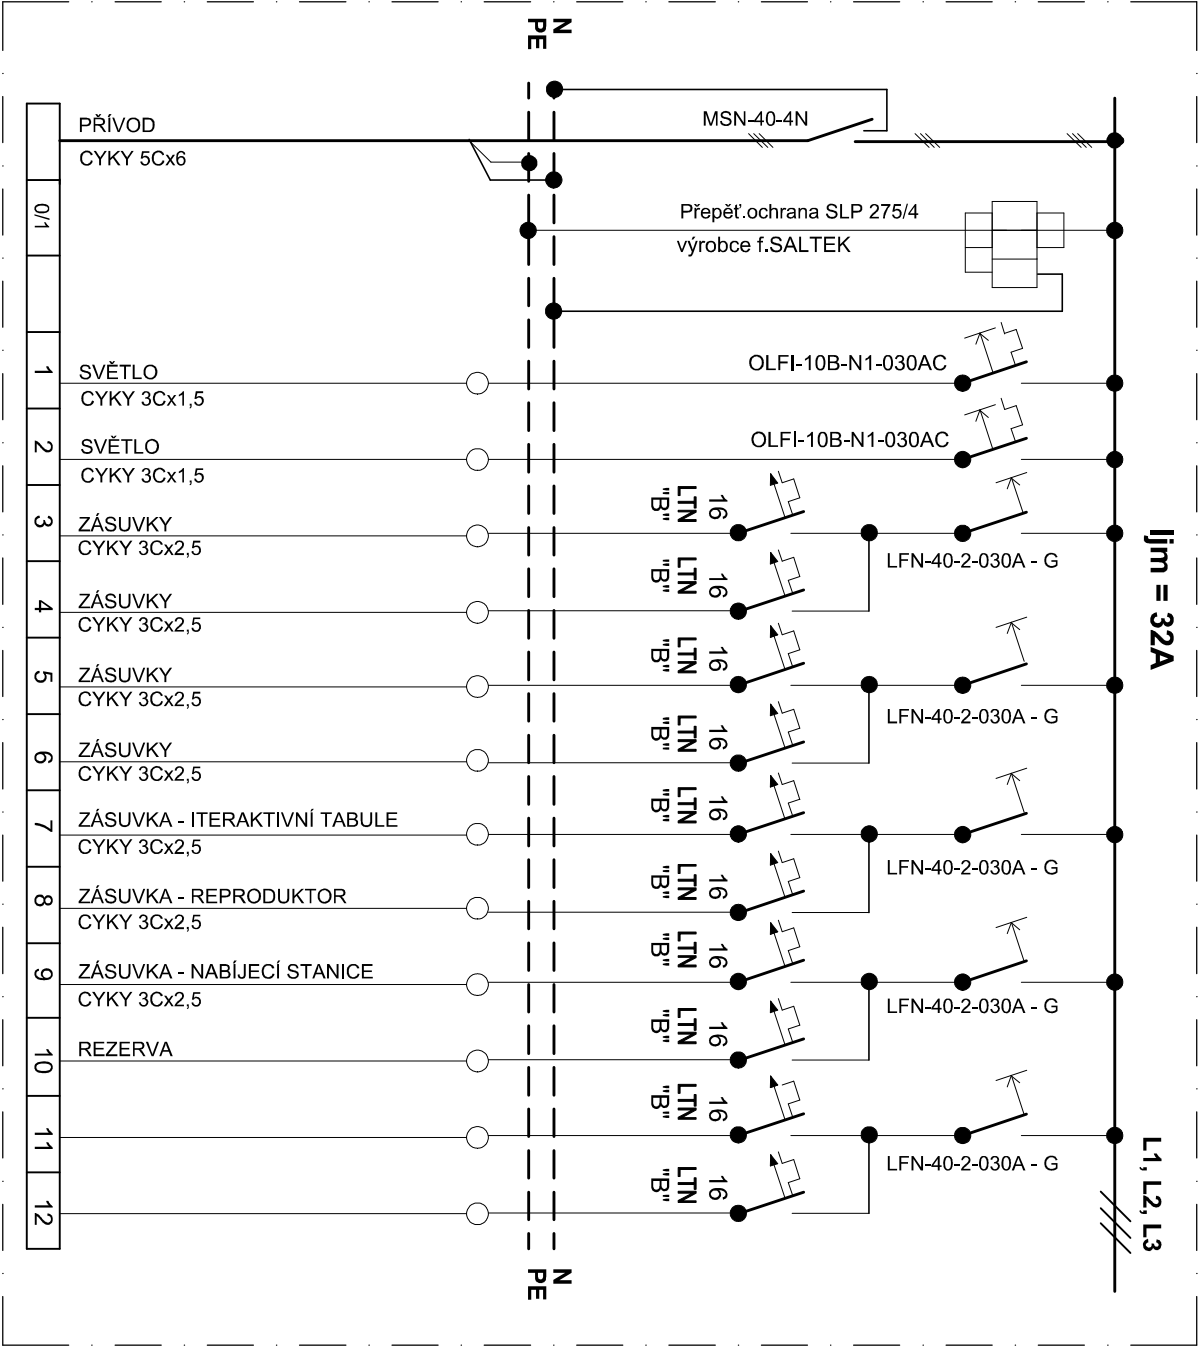 N
PE
PŘÍVOD
CYKY 5Cx6
MSN-40-4N
0/1
Přepěť.ochrana SLP 275/4
výrobce f.SALTEK
1
SVĚTLO
CYKY 3Cx1,5
OLFI-10B-N1-030AC
2
SVĚTLO
CYKY 3Cx1,5
OLFI-10B-N1-030AC
3
ZÁSUVKY
CYKY 3Cx2,5
16
LTN
"B"
LFN-40-2-030A - G
Ijm = 32A
4
ZÁSUVKY
CYKY 3Cx2,5
16
LTN
"B"
5
ZÁSUVKY
CYKY 3Cx2,5
16
LTN
"B"
LFN-40-2-030A - G
6
ZÁSUVKY
CYKY 3Cx2,5
16
LTN
"B"
7
ZÁSUVKA - ITERAKTIVNÍ TABULE
CYKY 3Cx2,5
16
LTN
"B"
LFN-40-2-030A - G
8
ZÁSUVKA - REPRODUKTOR
CYKY 3Cx2,5
16
LTN
"B"
9
ZÁSUVKA - NABÍJECÍ STANICE
CYKY 3Cx2,5
16
LTN
"B"
LFN-40-2-030A - G
10
REZERVA
16
LTN
"B"
11
16
LTN
"B"
LFN-40-2-030A - G
12
16
LTN
"B"
L1, L2, L3
N
PE